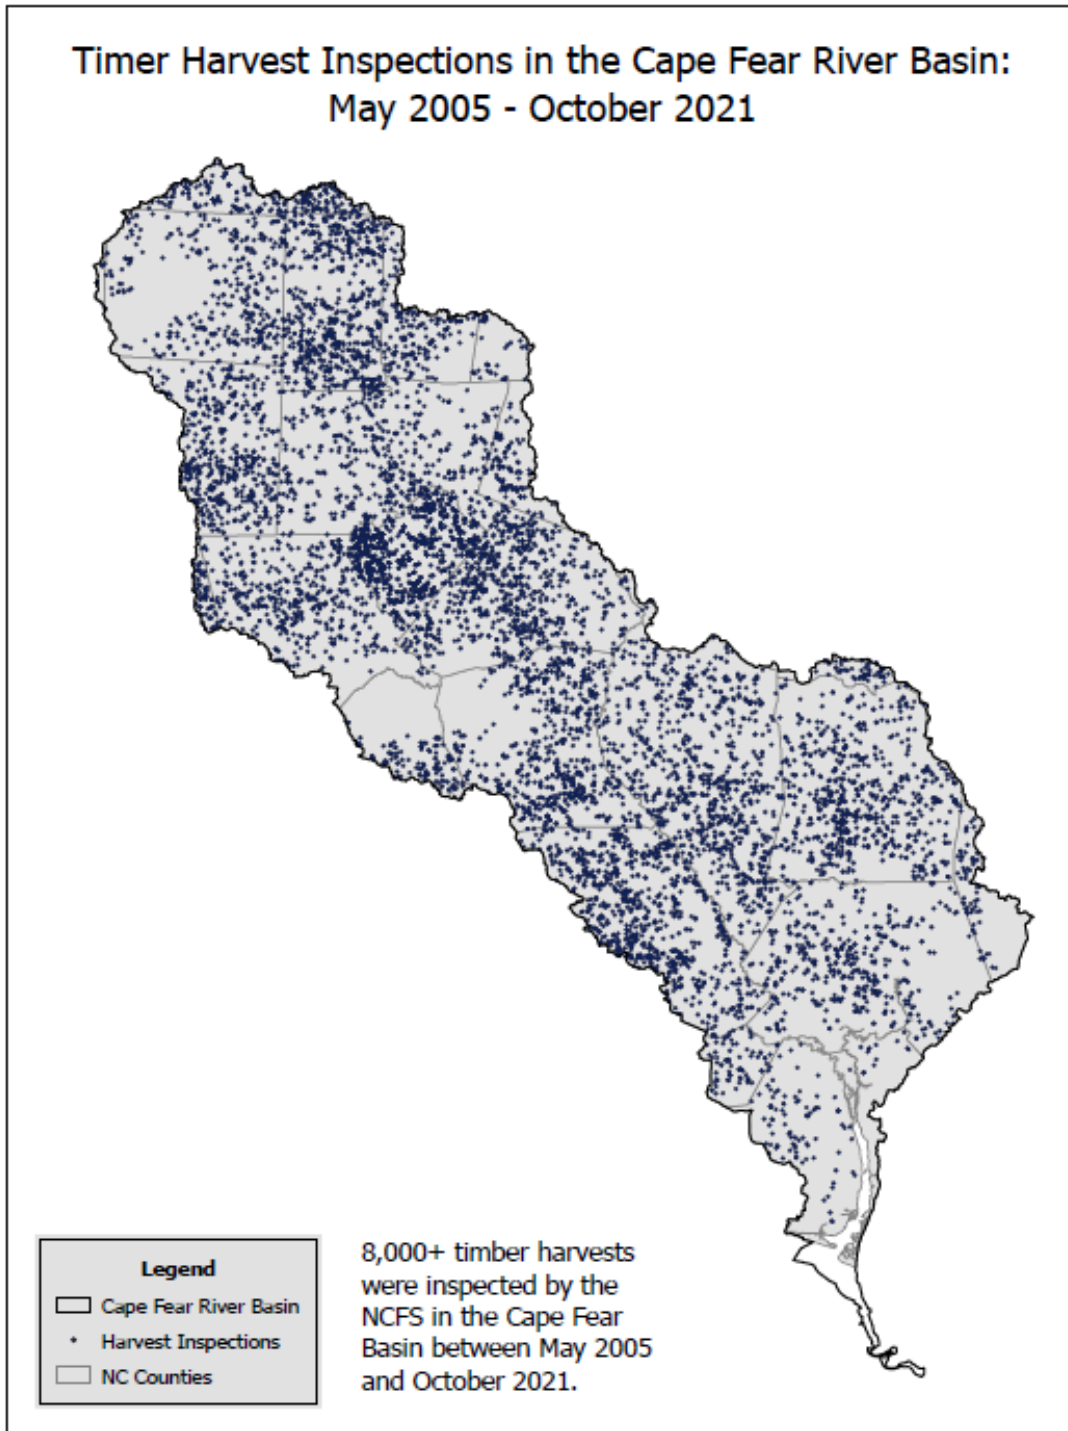 Timer Harvest Inspections in the Cape Fear River Basin:
May 2005 - October 2021
Legend
Cape Fear River Basin
Harvest Inspections
NC Counties
8,000+ timber harvests
were inspected by the
NCFS in the Cape Fear
Basin between May 2005
and October 2021.